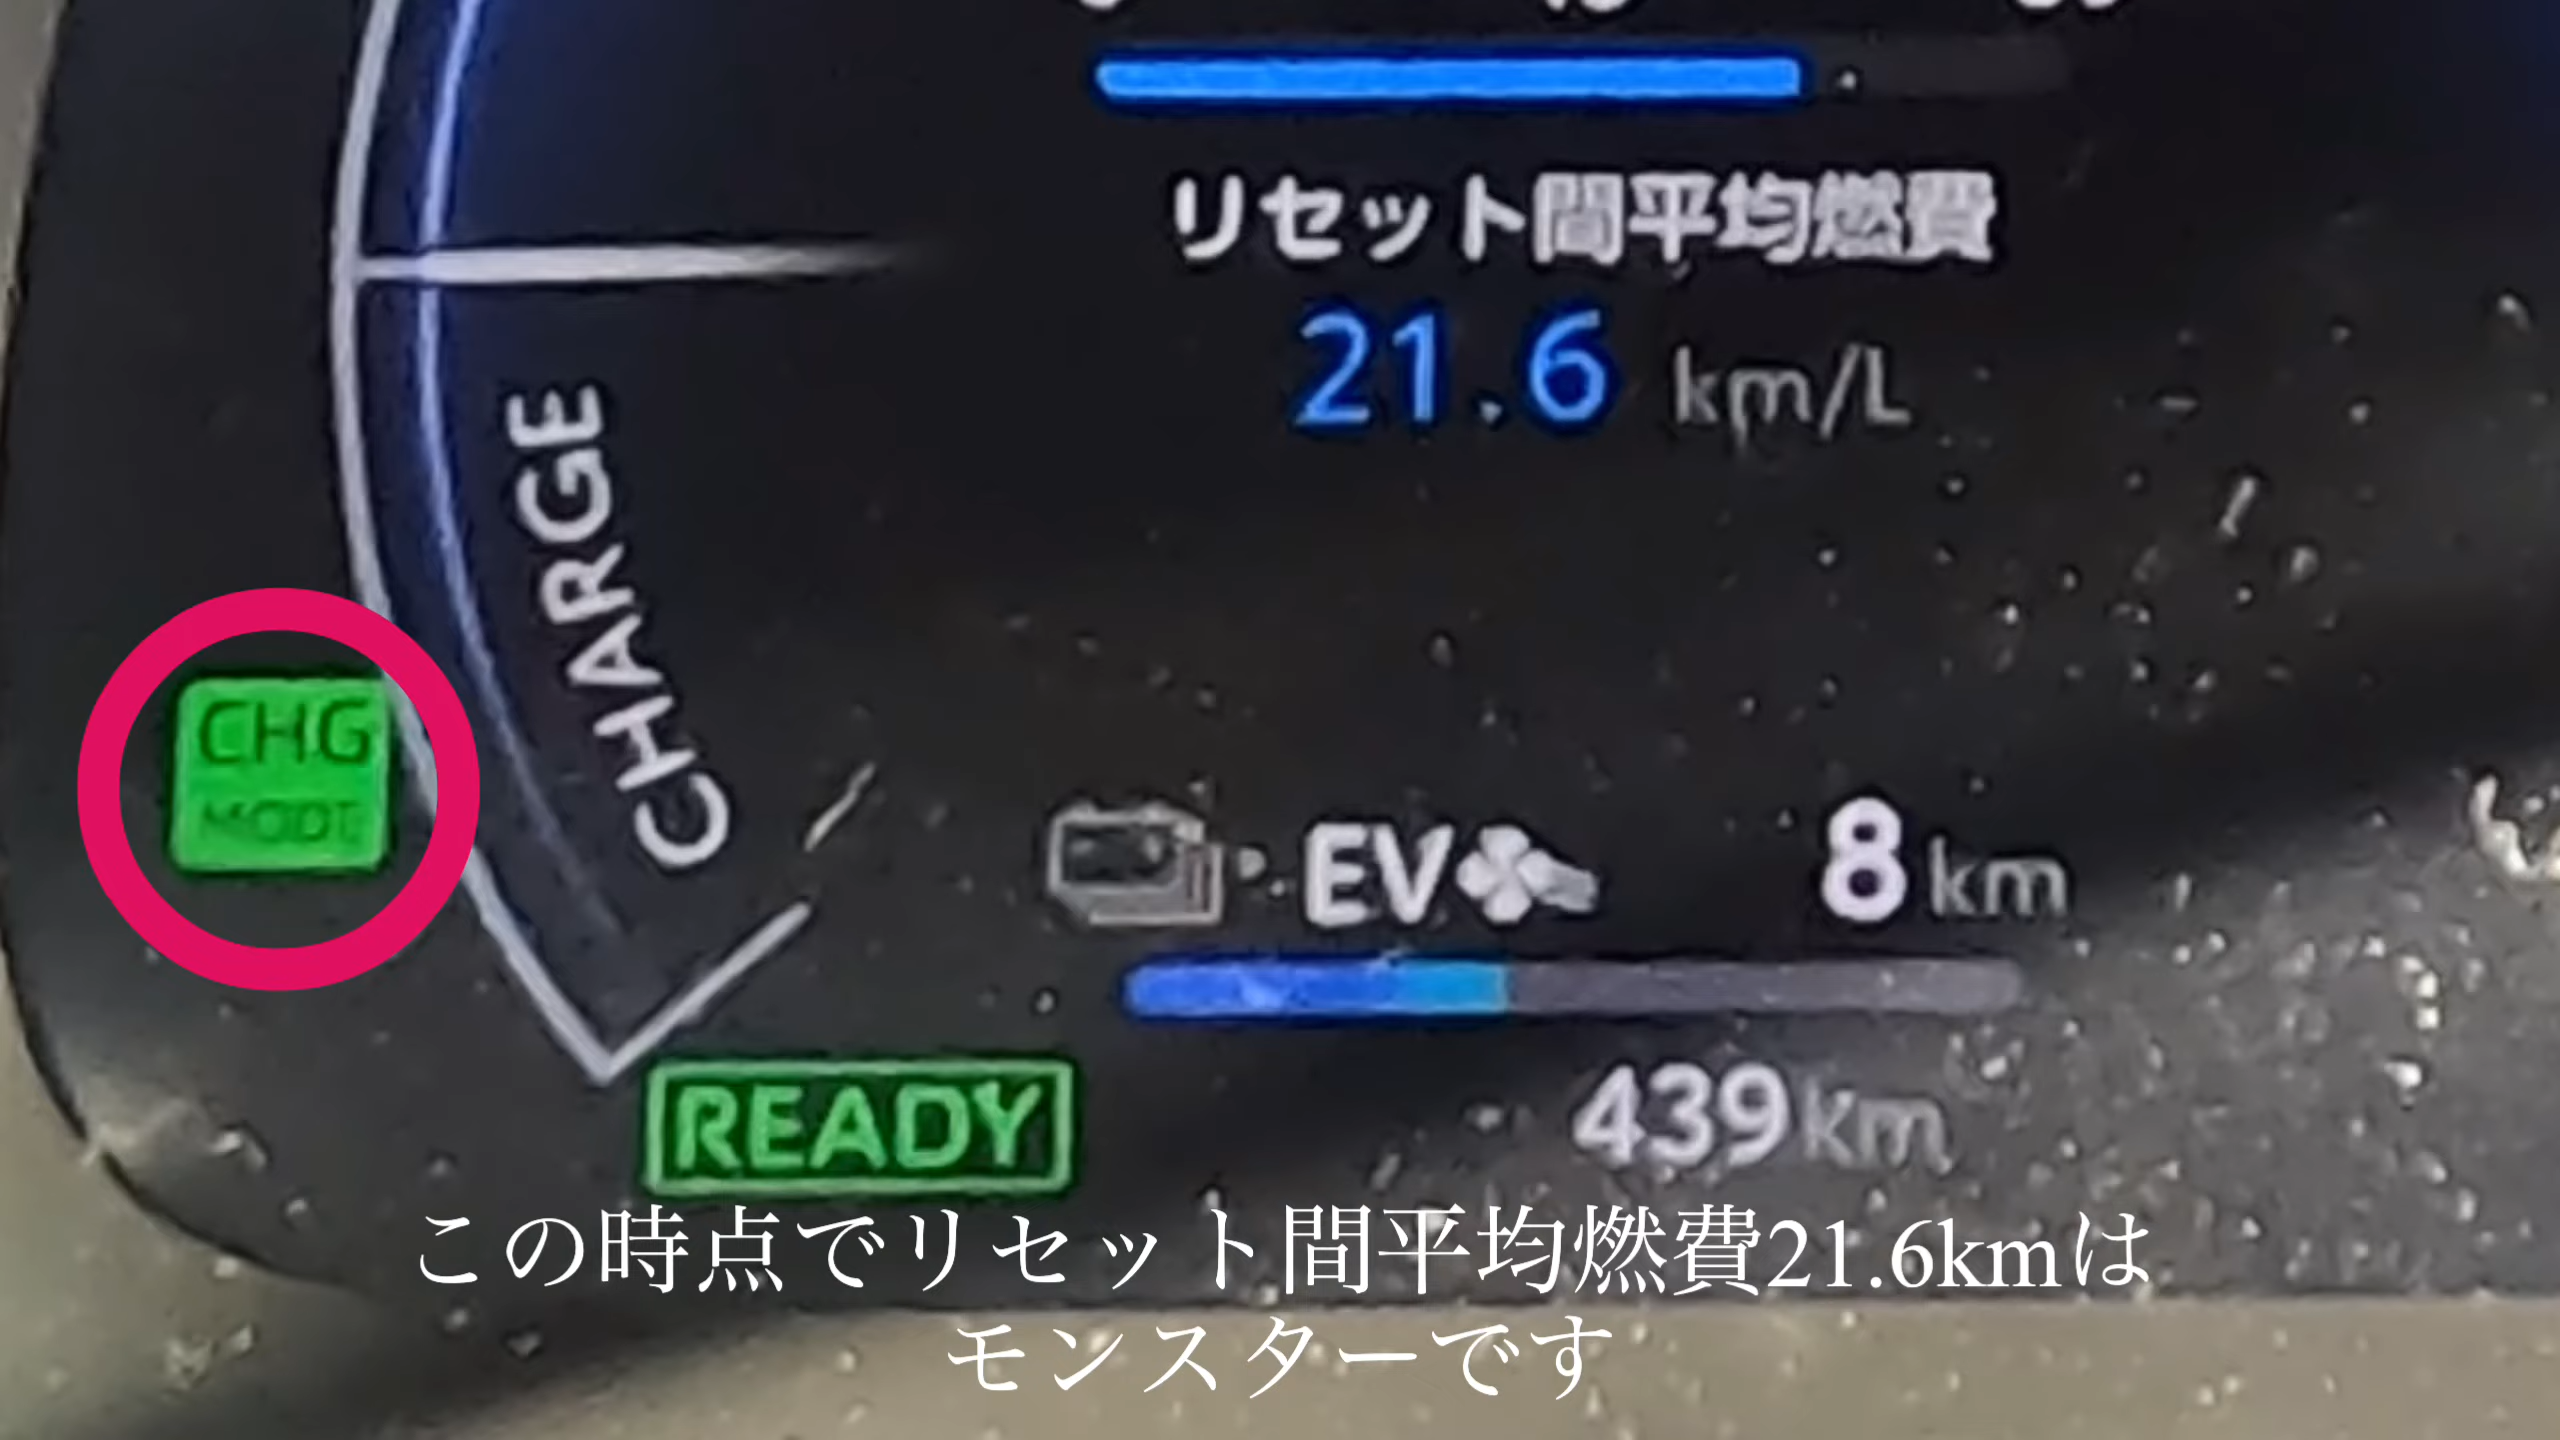 リセット間平均燃費
21.6 km/L
CHARGE
CHG
MODE
EV 8 km
439 km
READY
この時点でリセット間平均燃費21.6kmは
モンスターです